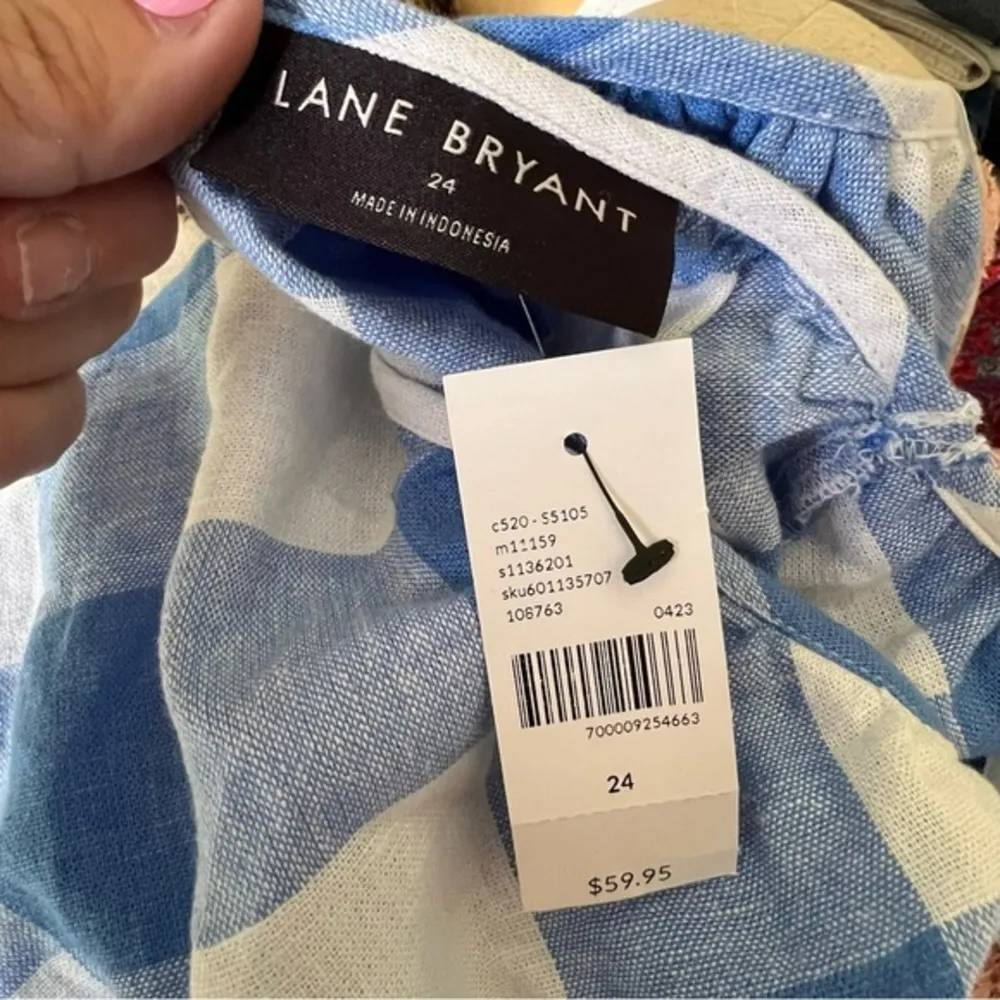 LANE BRYANT
24
MADE IN INDONESIA
c520 - S5105
m11159
s1136201
sku601135707
108763 0423
700009254663
24
$59.95